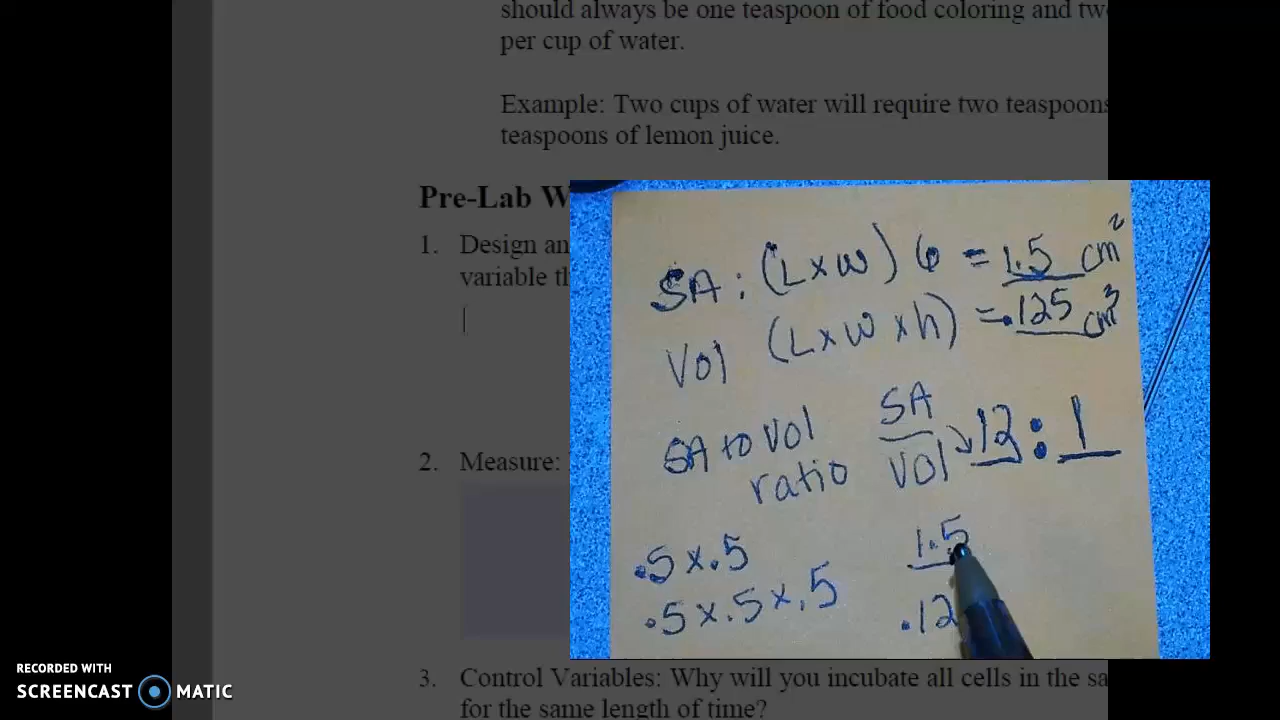 should always be one teaspoon of food coloring and
per cup of water.
Example: Two cups of water will require two teaspoons
teaspoons of lemon juice.
Pre-Lab
1. Design an
variable
2. Measure:
3. Control Variables: Why will you incubate all cells in the
for the same length of time?
SA: (L×W) 6 = 1.5 cm²
Vol (L×W×h) = .125 cm³
SA to Vol ratio SA/Vol → 12 : 1
.5 × .5
.5 × .5 × .5
1.5
.12
RECORDED WITH
SCREENCAST MATIC